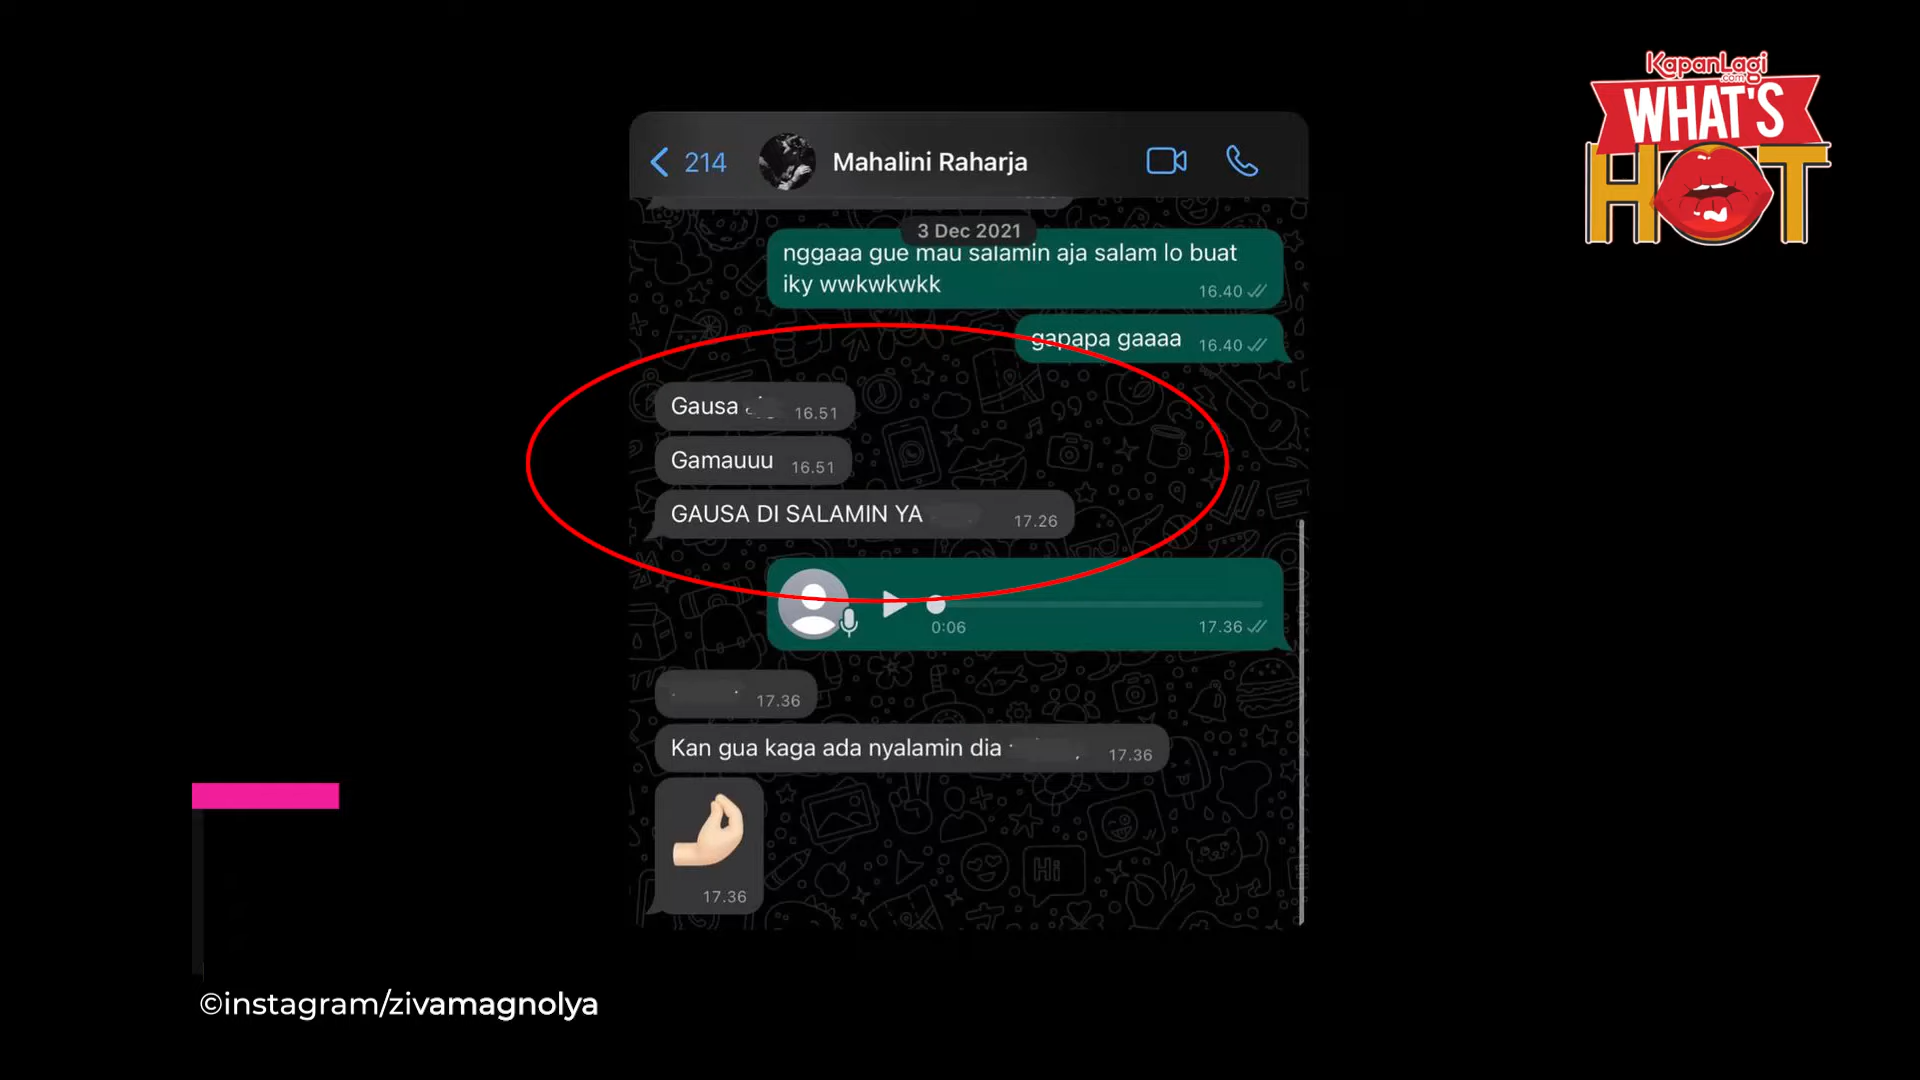 KapanLagi
.com
WHAT'S
HOT
214
Mahalini Raharja
3 Dec 2021
nggaaa gue mau salamin aja salam lo buat
iky wwkwkwkk
16.40
gapapa gaaaa 16.40
Gausa 16.51
Gamauuu 16.51
GAUSA DI SALAMIN YA 17.26
0:06 17.36
17.36
Kan gua kaga ada nyalamin dia 17.36
17.36
Hi
©instagram/zivamagnolya